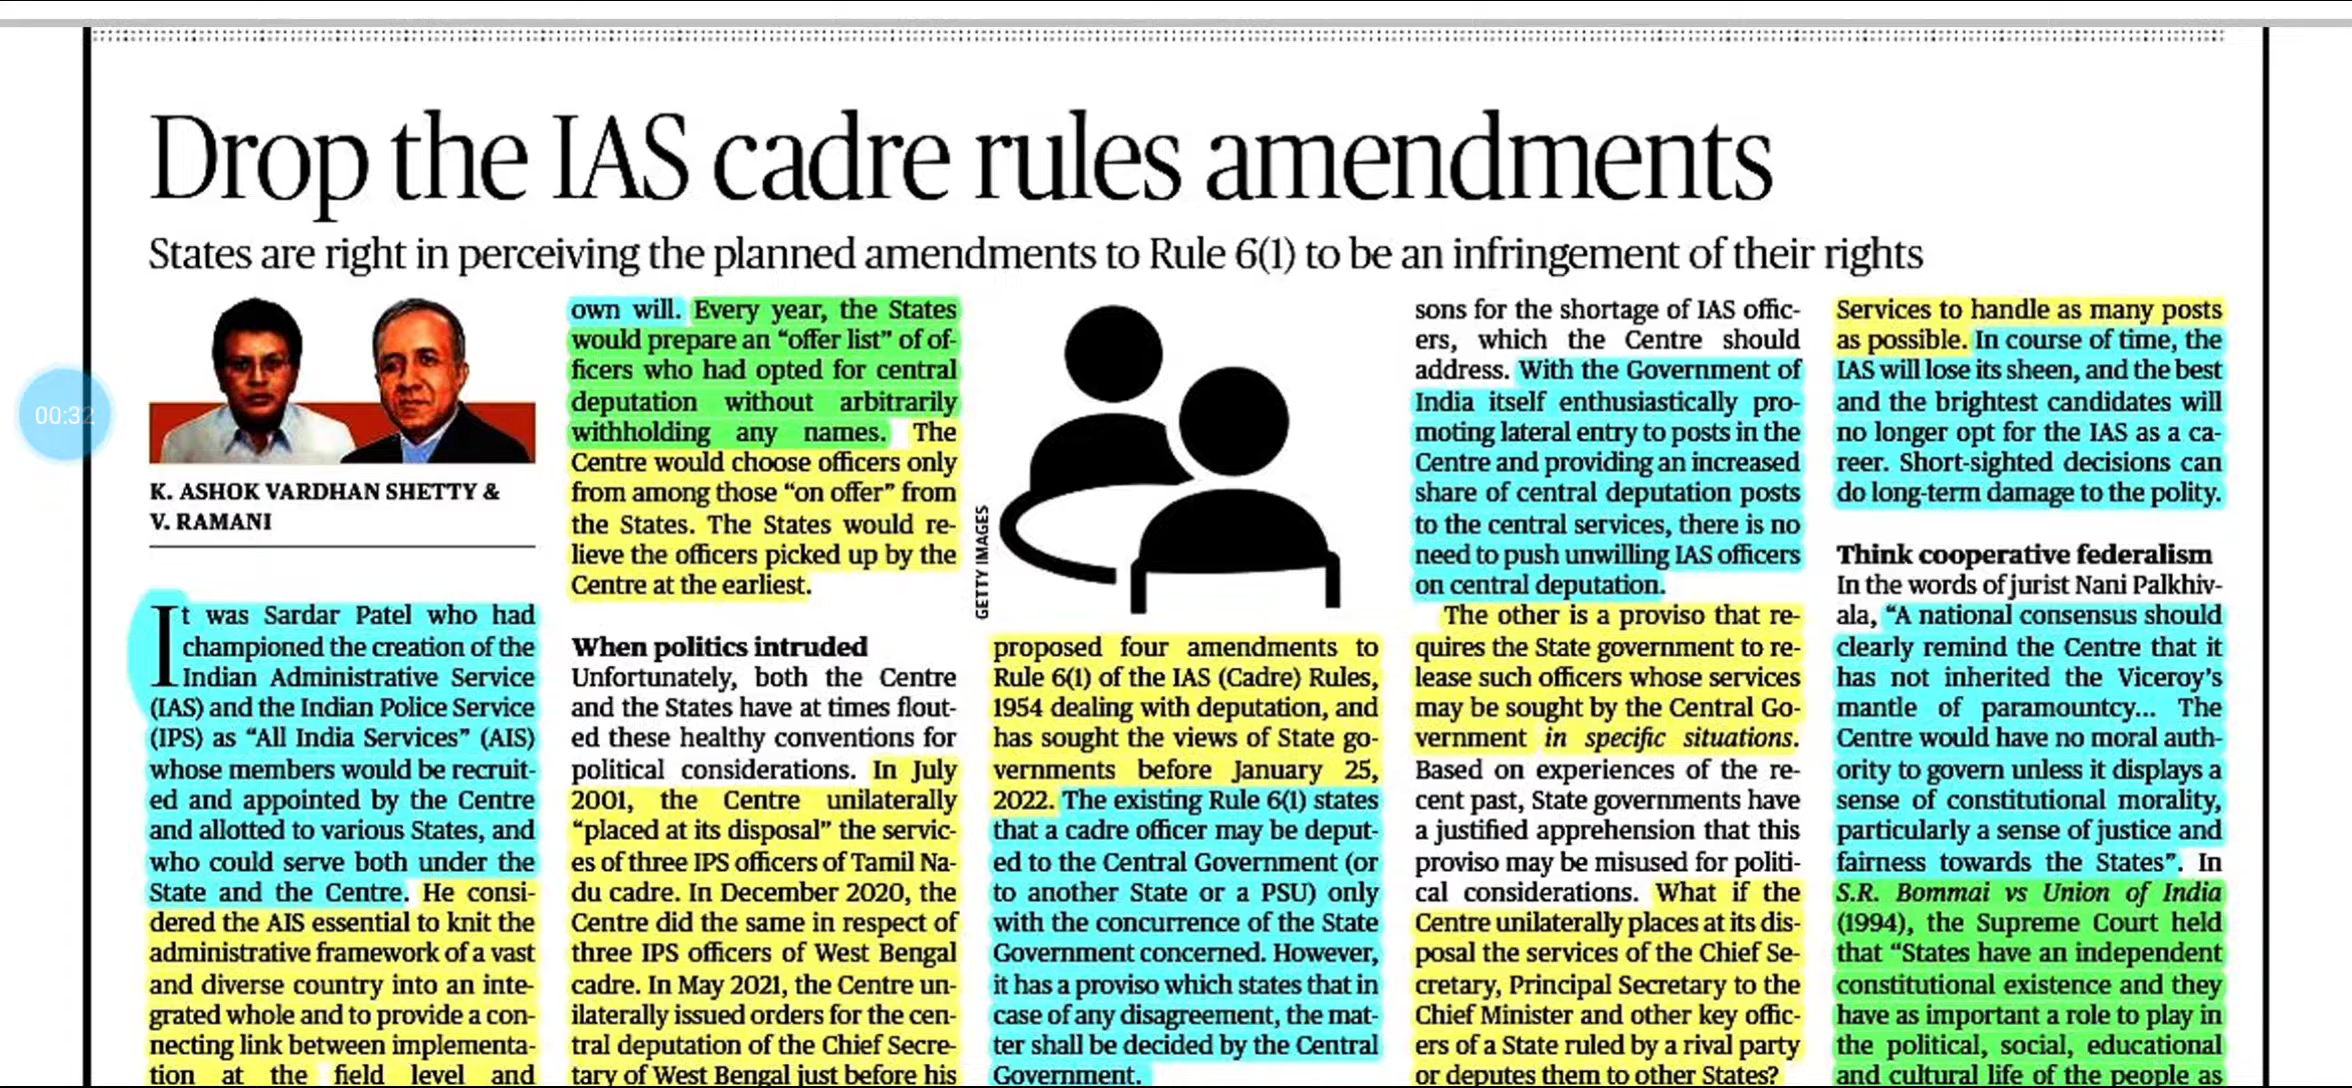 Drop the IAS cadre rules amendments
States are right in perceiving the planned amendments to Rule 6(1) to be an infringement of their rights
00:32
K. ASHOK VARDHAN SHETTY &
V. RAMANI
It was Sardar Patel who had
championed the creation of the
Indian Administrative Service
(IAS) and the Indian Police Service
(IPS) as “All India Services” (AIS)
whose members would be recruit-
ed and appointed by the Centre
and allotted to various States, and
who could serve both under the
State and the Centre. He consi-
dered the AIS essential to knit the
administrative framework of a vast
and diverse country into an inte-
grated whole and to provide a con-
necting link between implementa-
tion at the field level and
own will. Every year, the States
would prepare an “offer list” of of-
ficers who had opted for central
deputation without arbitrarily
withholding any names. The
Centre would choose officers only
from among those “on offer” from
the States. The States would re-
lieve the officers picked up by the
Centre at the earliest.
When politics intruded
Unfortunately, both the Centre
and the States have at times flout-
ed these healthy conventions for
political considerations. In July
2001, the Centre unilaterally
“placed at its disposal” the servic-
es of three IPS officers of Tamil Na-
du cadre. In December 2020, the
Centre did the same in respect of
three IPS officers of West Bengal
cadre. In May 2021, the Centre un-
ilaterally issued orders for the cen-
tral deputation of the Chief Secre-
tary of West Bengal just before his
GETTY IMAGES
proposed four amendments to
Rule 6(1) of the IAS (Cadre) Rules,
1954 dealing with deputation, and
has sought the views of State go-
vernments before January 25,
2022. The existing Rule 6(1) states
that a cadre officer may be deput-
ed to the Central Government (or
to another State or a PSU) only
with the concurrence of the State
Government concerned. However,
it has a proviso which states that in
case of any disagreement, the mat-
ter shall be decided by the Central
Government.
sons for the shortage of IAS offic-
ers, which the Centre should
address. With the Government of
India itself enthusiastically pro-
moting lateral entry to posts in the
Centre and providing an increased
share of central deputation posts
to the central services, there is no
need to push unwilling IAS officers
on central deputation.
The other is a proviso that re-
quires the State government to re-
lease such officers whose services
may be sought by the Central Go-
vernment in specific situations.
Based on experiences of the re-
cent past, State governments have
a justified apprehension that this
proviso may be misused for politi-
cal considerations. What if the
Centre unilaterally places at its dis-
posal the services of the Chief Se-
cretary, Principal Secretary to the
Chief Minister and other key offic-
ers of a State ruled by a rival party
or deputes them to other States?
Services to handle as many posts
as possible. In course of time, the
IAS will lose its sheen, and the best
and the brightest candidates will
no longer opt for the IAS as a ca-
reer. Short-sighted decisions can
do long-term damage to the polity.
Think cooperative federalism
In the words of jurist Nani Palkhiv-
ala, “A national consensus should
clearly remind the Centre that it
has not inherited the Viceroy’s
mantle of paramountcy... The
Centre would have no moral auth-
ority to govern unless it displays a
sense of constitutional morality,
particularly a sense of justice and
fairness towards the States”. In
S.R. Bommai vs Union of India
(1994), the Supreme Court held
that “States have an independent
constitutional existence and they
have as important a role to play in
the political, social, educational
and cultural life of the people as